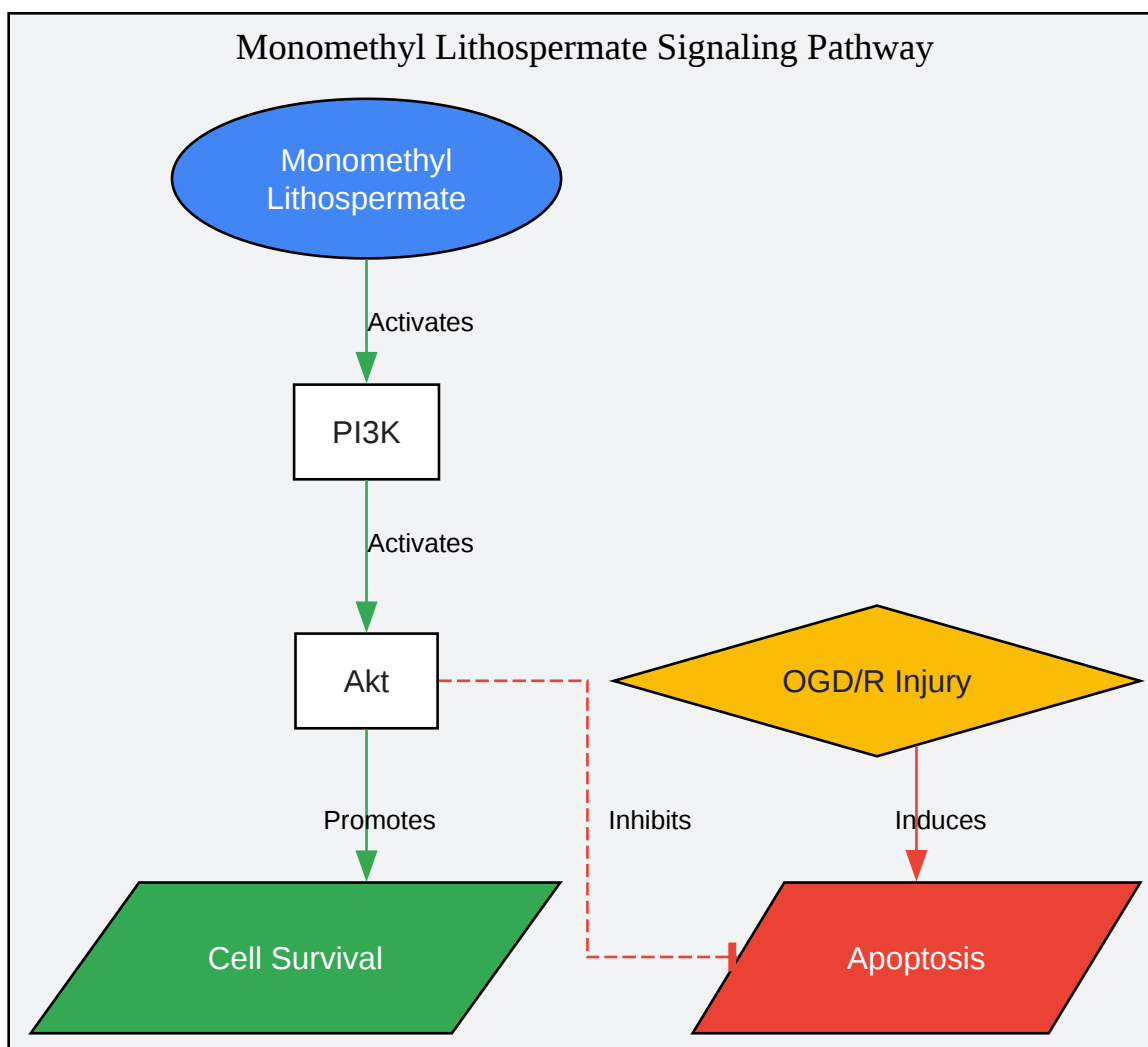 Monomethyl Lithospermate Signaling Pathway
Monomethyl
Lithospermate
Activates
PI3K
Activates
Akt
OGD/R Injury
Promotes
Inhibits
Induces
Cell Survival
Apoptosis